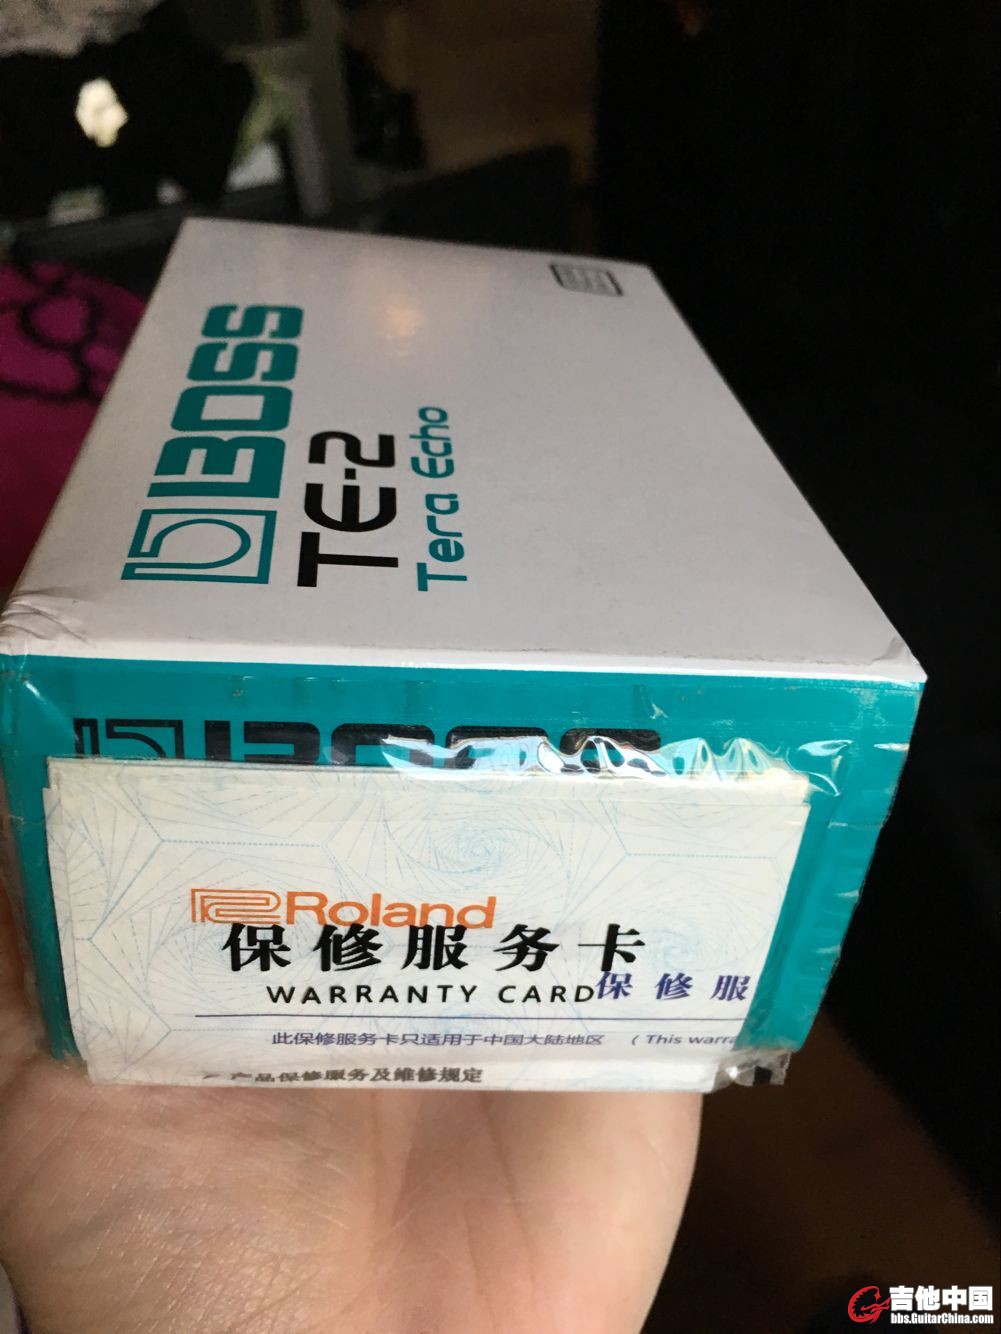 BOSS
TE-2
Tera Echo
BOSS
Roland
保修服务卡
WARRANTY CARD
保修服
此保修服务卡只适用于中国大陆地区 (This warra
产品保修服务及维修规定
吉他中国
bbs.GuitarChina.com